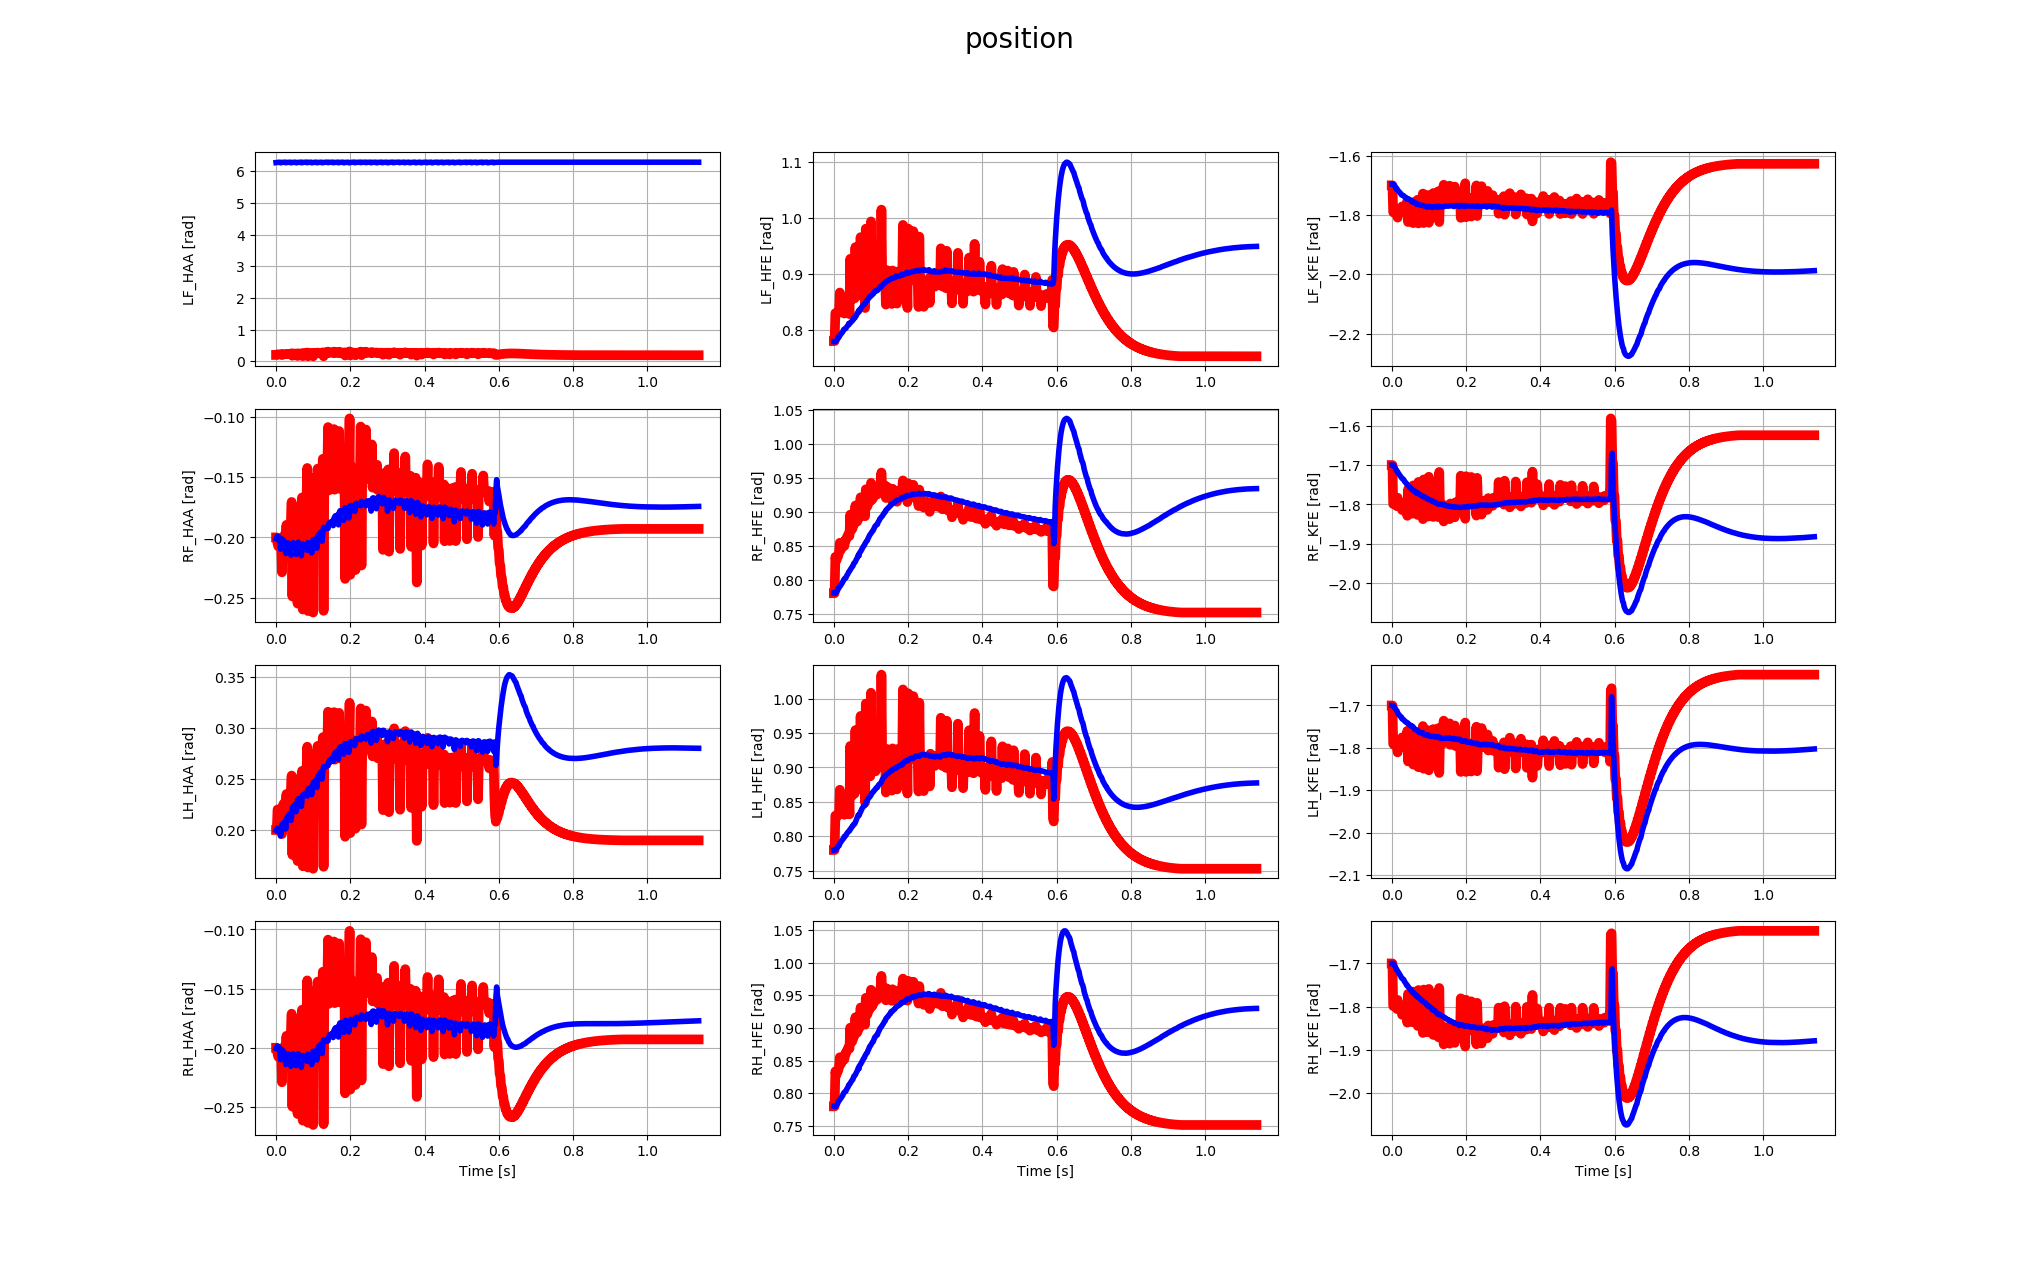 position
LF_HAA [rad]
6
5
4
3
2
1
0
0.0 0.2 0.4 0.6 0.8 1.0
LF_HFE [rad]
1.1
1.0
0.9
0.8
0.0 0.2 0.4 0.6 0.8 1.0
LF_KFE [rad]
−1.6
−1.8
−2.0
−2.2
0.0 0.2 0.4 0.6 0.8 1.0
RF_HAA [rad]
−0.10
−0.15
−0.20
−0.25
0.0 0.2 0.4 0.6 0.8 1.0
RF_HFE [rad]
1.05
1.00
0.95
0.90
0.85
0.80
0.75
0.0 0.2 0.4 0.6 0.8 1.0
RF_KFE [rad]
−1.6
−1.7
−1.8
−1.9
−2.0
0.0 0.2 0.4 0.6 0.8 1.0
LH_HAA [rad]
0.35
0.30
0.25
0.20
0.0 0.2 0.4 0.6 0.8 1.0
LH_HFE [rad]
1.00
0.95
0.90
0.85
0.80
0.75
0.0 0.2 0.4 0.6 0.8 1.0
LH_KFE [rad]
−1.7
−1.8
−1.9
−2.0
−2.1
0.0 0.2 0.4 0.6 0.8 1.0
RH_HAA [rad]
−0.10
−0.15
−0.20
−0.25
0.0 0.2 0.4 0.6 0.8 1.0
Time [s]
RH_HFE [rad]
1.05
1.00
0.95
0.90
0.85
0.80
0.75
0.0 0.2 0.4 0.6 0.8 1.0
Time [s]
RH_KFE [rad]
−1.7
−1.8
−1.9
−2.0
0.0 0.2 0.4 0.6 0.8 1.0
Time [s]